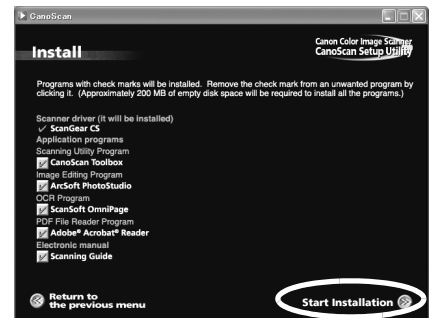 CanoScan
Install
Canon Color Image Scanner
CanoScan Setup Utility
Programs with check marks will be installed. Remove the check mark from an unwanted program by
clicking it. (Approximately 200 MB of empty disk space will be required to install all the programs.)
Scanner driver (it will be installed)
ScanGear CS
Application programs
Scanning Utility Program
CanoScan Toolbox
Image Editing Program
ArcSoft PhotoStudio
OCR Program
ScanSoft OmniPage
PDF File Reader Program
Adobe® Acrobat® Reader
Electronic manual
Scanning Guide
Return to
the previous menu
Start Installation